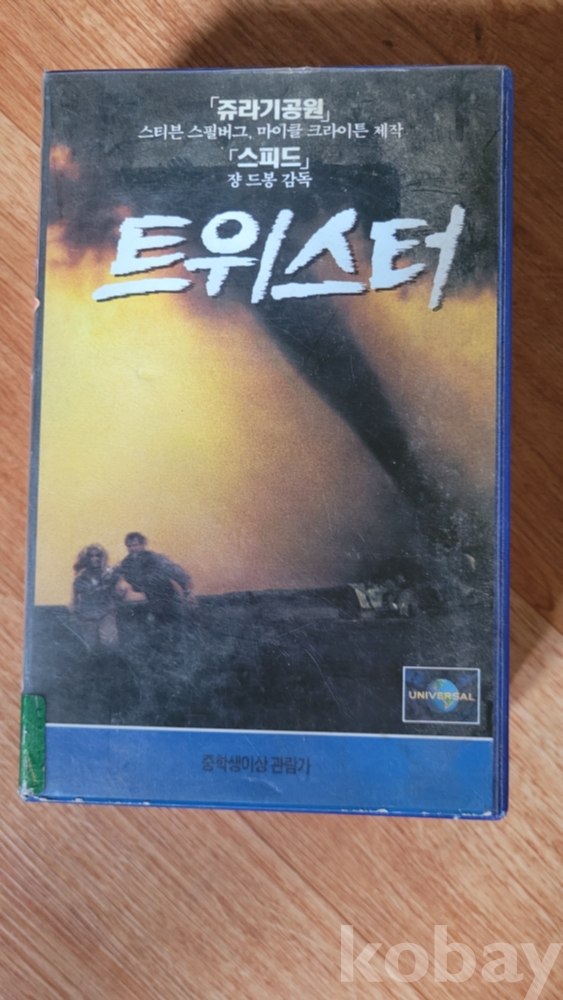 「쥬라기공원」
스티븐 스필버그, 마이클 크라이튼 제작
「스피드」
쟝 드봉 감독
트위스터
UNIVERSAL
중학생이상 관람가
kobay